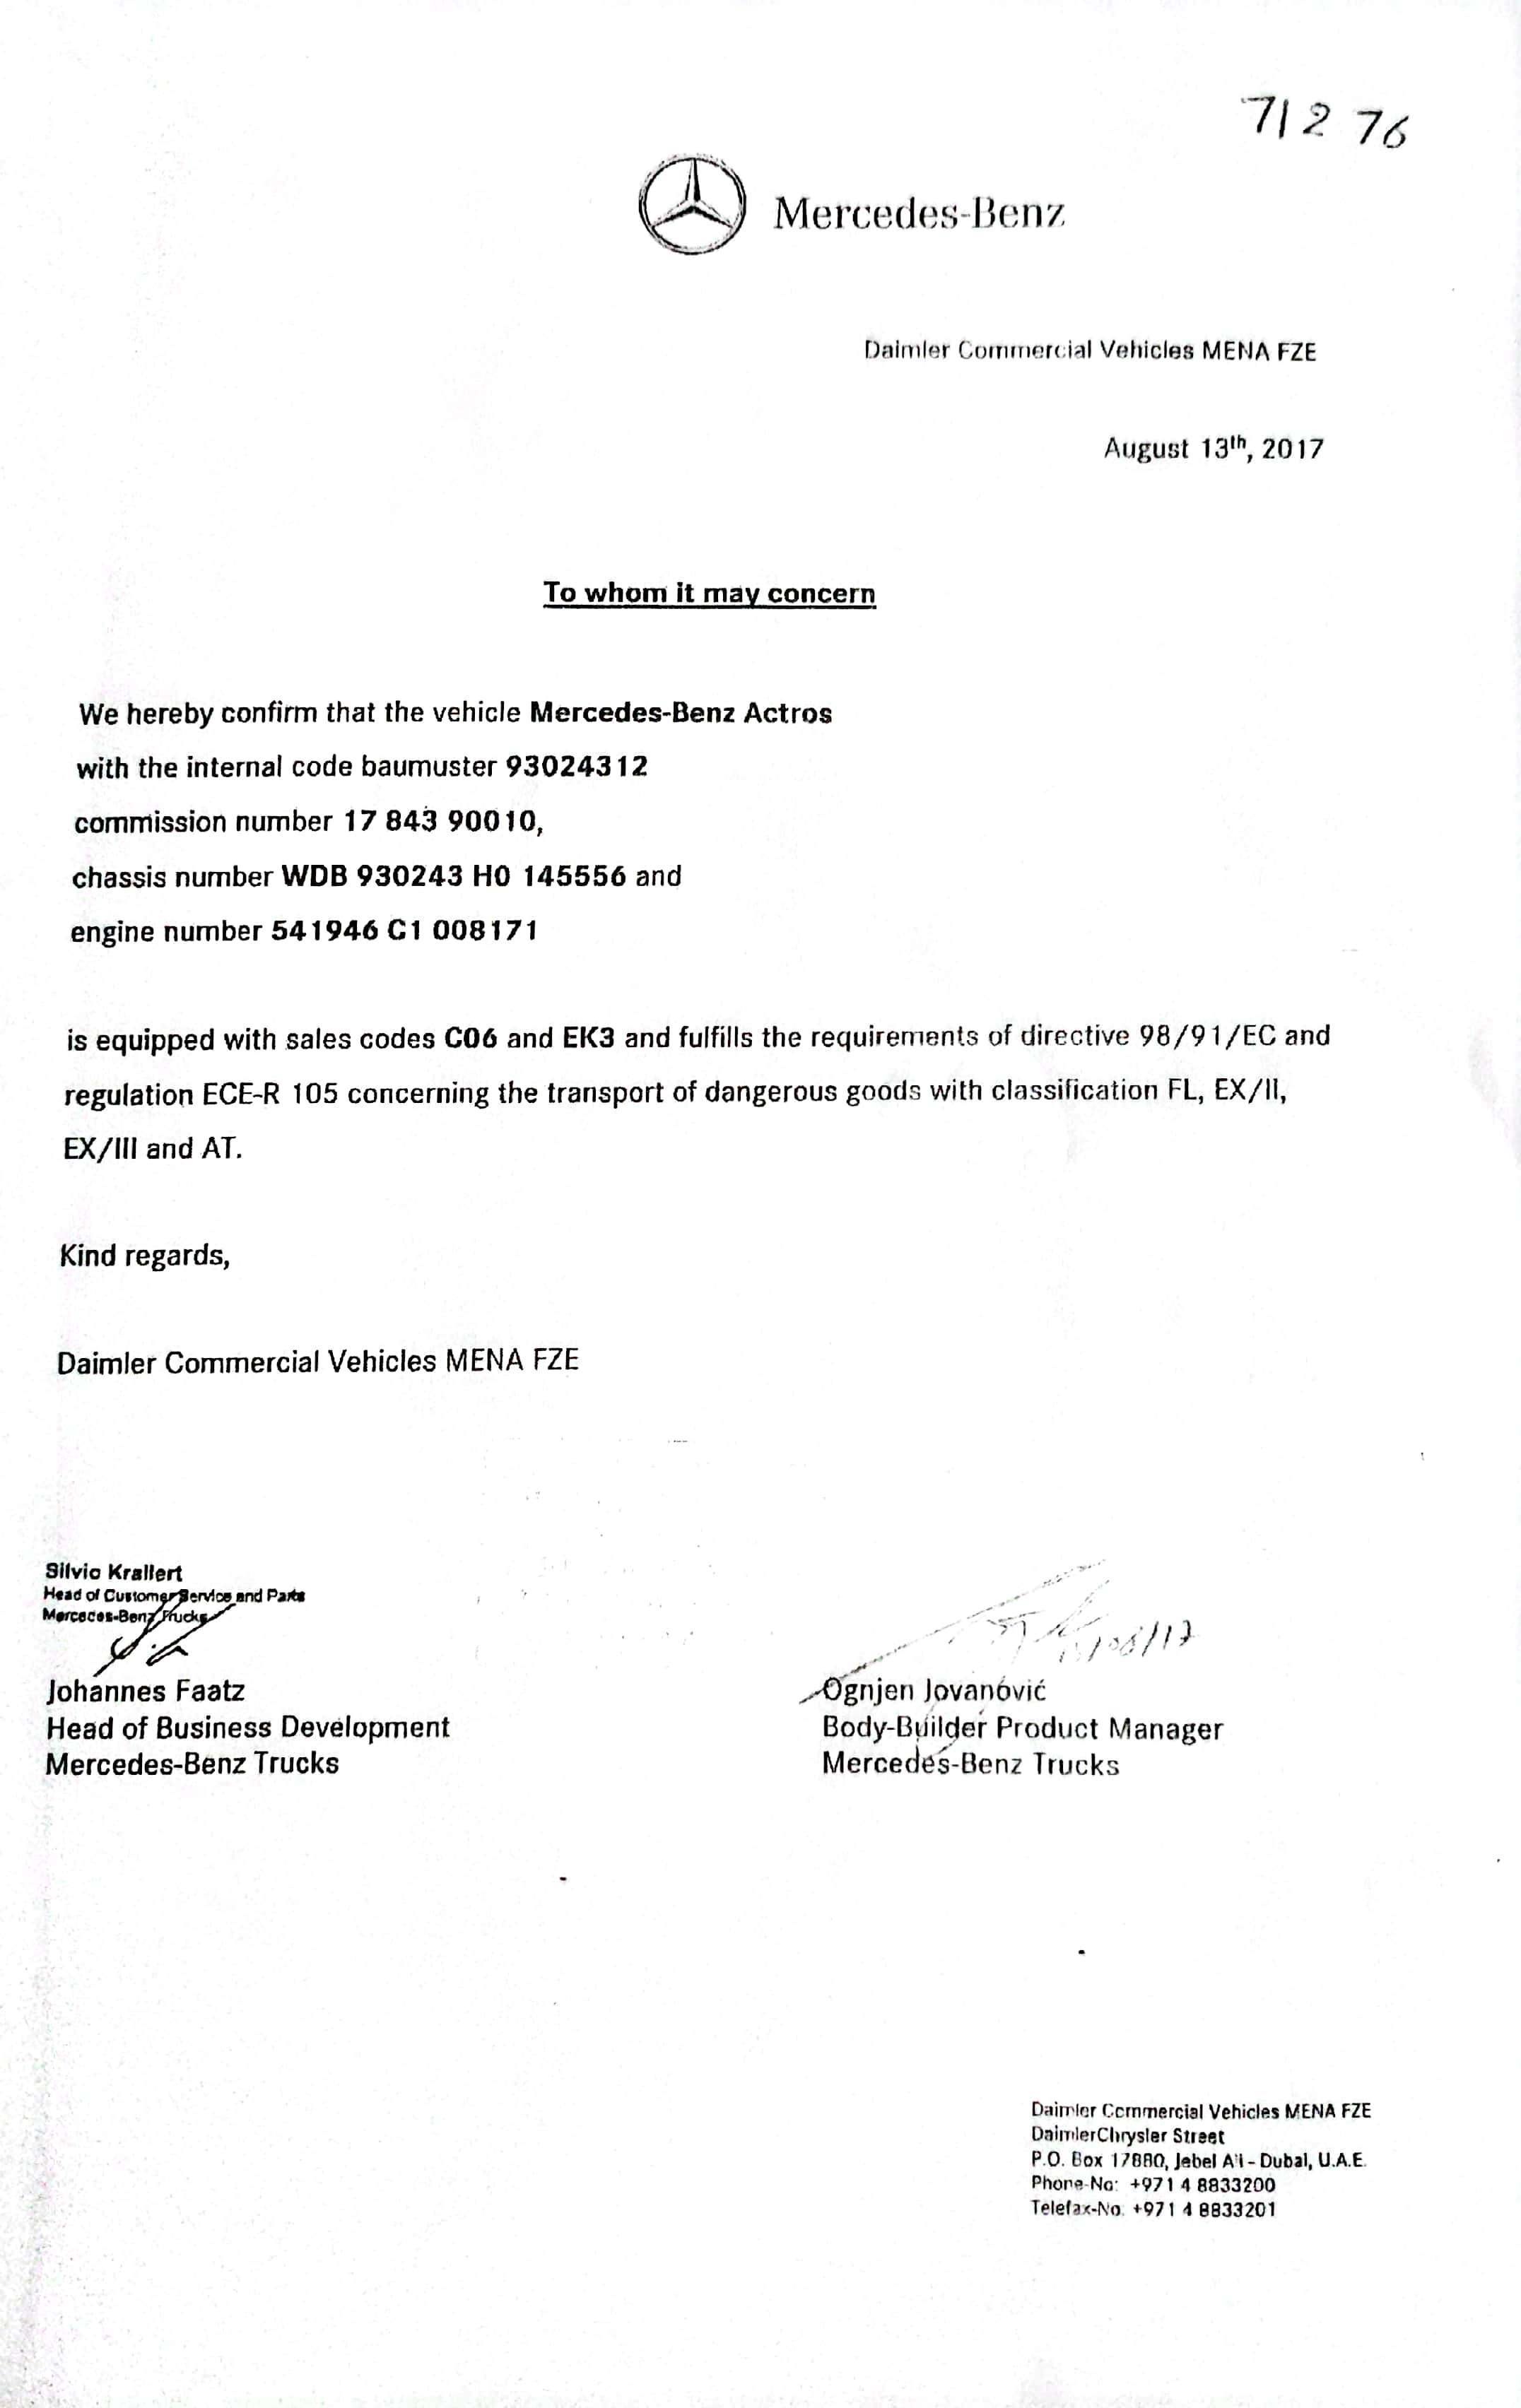 71276
Mercedes-Benz
Daimler Commercial Vehicles MENA FZE
August 13th, 2017
To whom it may concern
We hereby confirm that the vehicle Mercedes-Benz Actros
with the internal code baumuster 93024312
commission number 17 843 90010,
chassis number WDB 930243 H0 145556 and
engine number 541946 C1 008171
is equipped with sales codes C06 and EK3 and fulfills the requirements of directive 98/91/EC and
regulation ECE-R 105 concerning the transport of dangerous goods with classification FL, EX/II,
EX/III and AT.
Kind regards,
Daimler Commercial Vehicles MENA FZE
Silvio Krallert
Head of Customer Service and Parts
Mercedes-Benz Trucks
Johannes Faatz
Head of Business Development
Mercedes-Benz Trucks
Ognjen Jovanović
Body-Builder Product Manager
Mercedes-Benz Trucks
Daimler Commercial Vehicles MENA FZE
DaimlerChrysler Street
P.O. Box 17880, Jebel Ali - Dubai, U.A.E.
Phone-No: +971 4 8833200
Telefax-No. +971 4 8833201